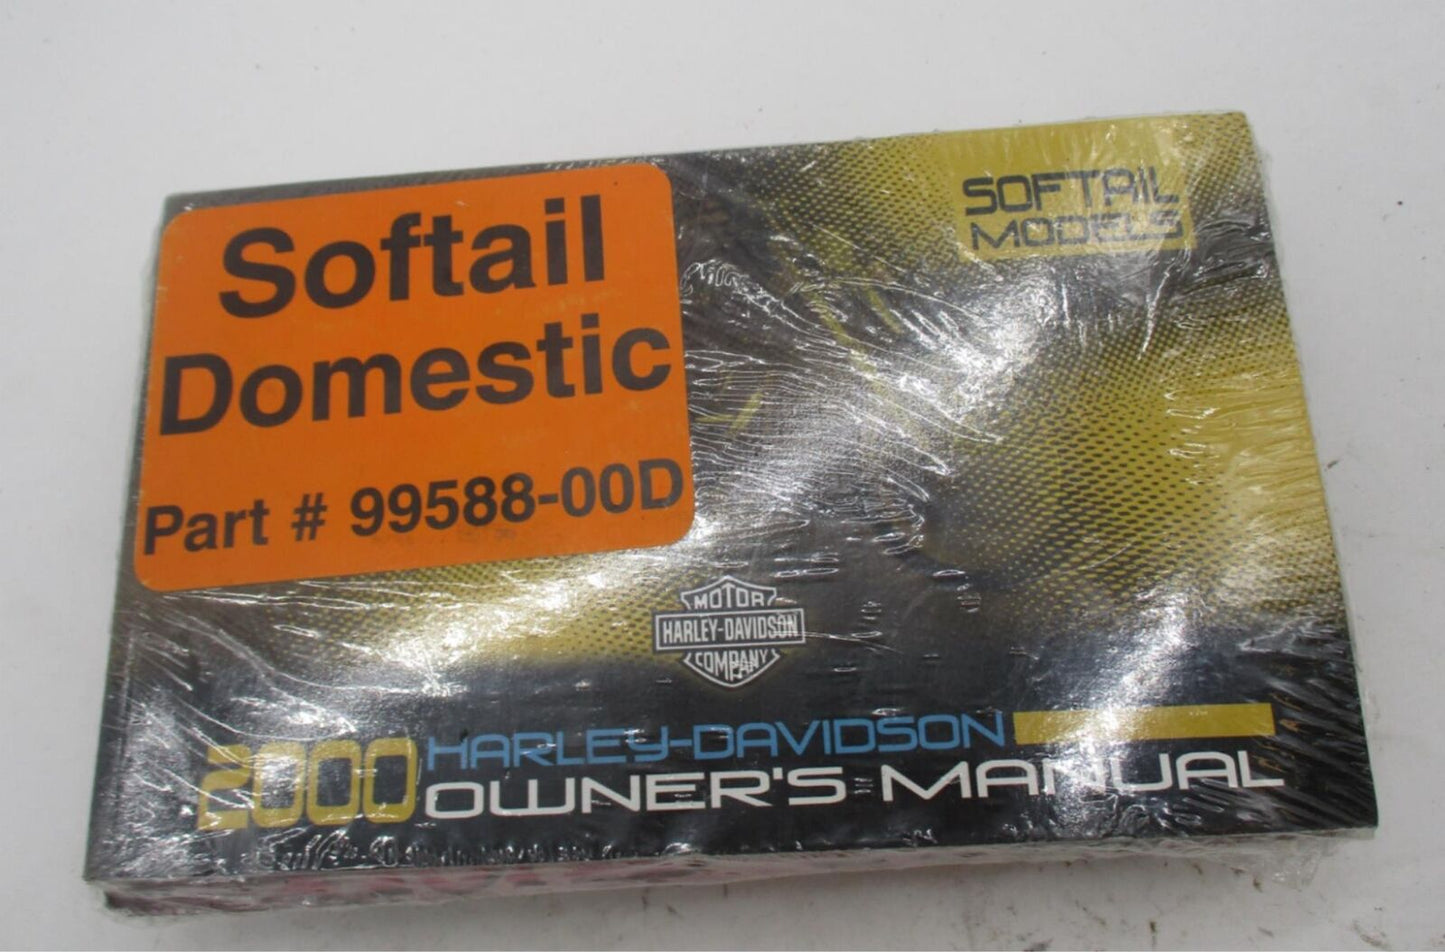 Softail
Domestic
Part # 99588-00D
SOFTAIL
MODELS
MOTOR
HARLEY-DAVIDSON
COMPANY
2000 HARLEY-DAVIDSON
OWNER'S MANUAL